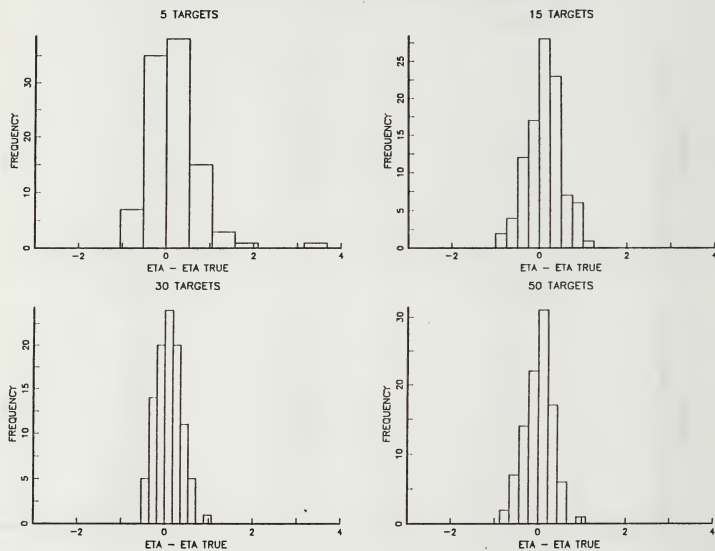 5 TARGETS
FREQUENCY
0 10 20 30
-2 0 2 4
ETA - ETA TRUE
15 TARGETS
FREQUENCY
0 5 15 25
-2 0 2 4
ETA - ETA TRUE
30 TARGETS
FREQUENCY
0 5 10 15 20
-2 0 2 4
ETA - ETA TRUE
50 TARGETS
FREQUENCY
0 10 20 30
-2 0 2 4
ETA - ETA TRUE